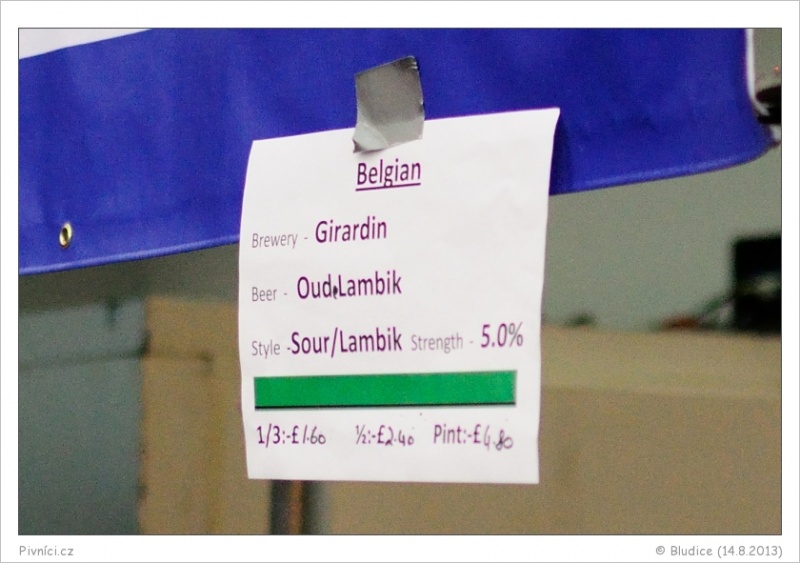 Belgian
Brewery - Girardin
Beer - Oud Lambik
Style -Sour/Lambik Strength - 5.0%
1/3:-£1.60 ½:-£2.40 Pint:-£4.80
Pivníci.cz © Bludice (14.8.2013)